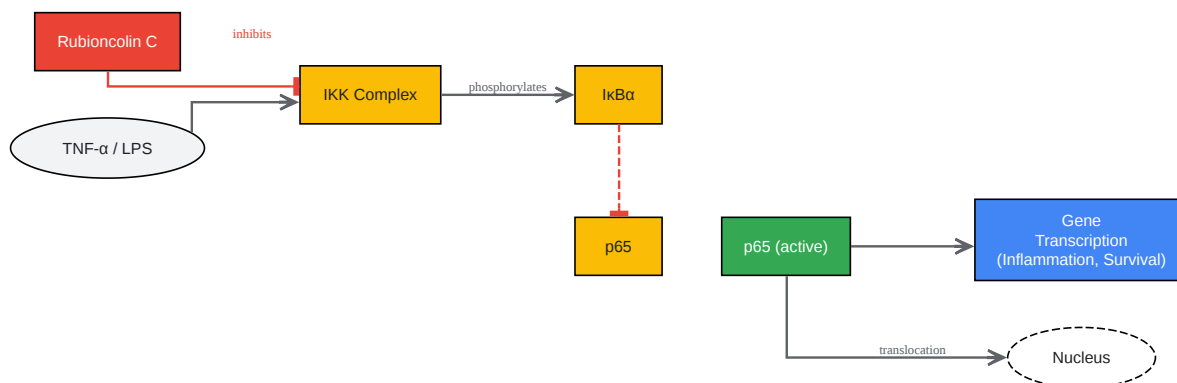 Rubioncolin C
inhibits
IKK Complex
phosphorylates
IκBα
TNF-α / LPS
p65
p65 (active)
Gene
Transcription
(Inflammation, Survival)
translocation
Nucleus